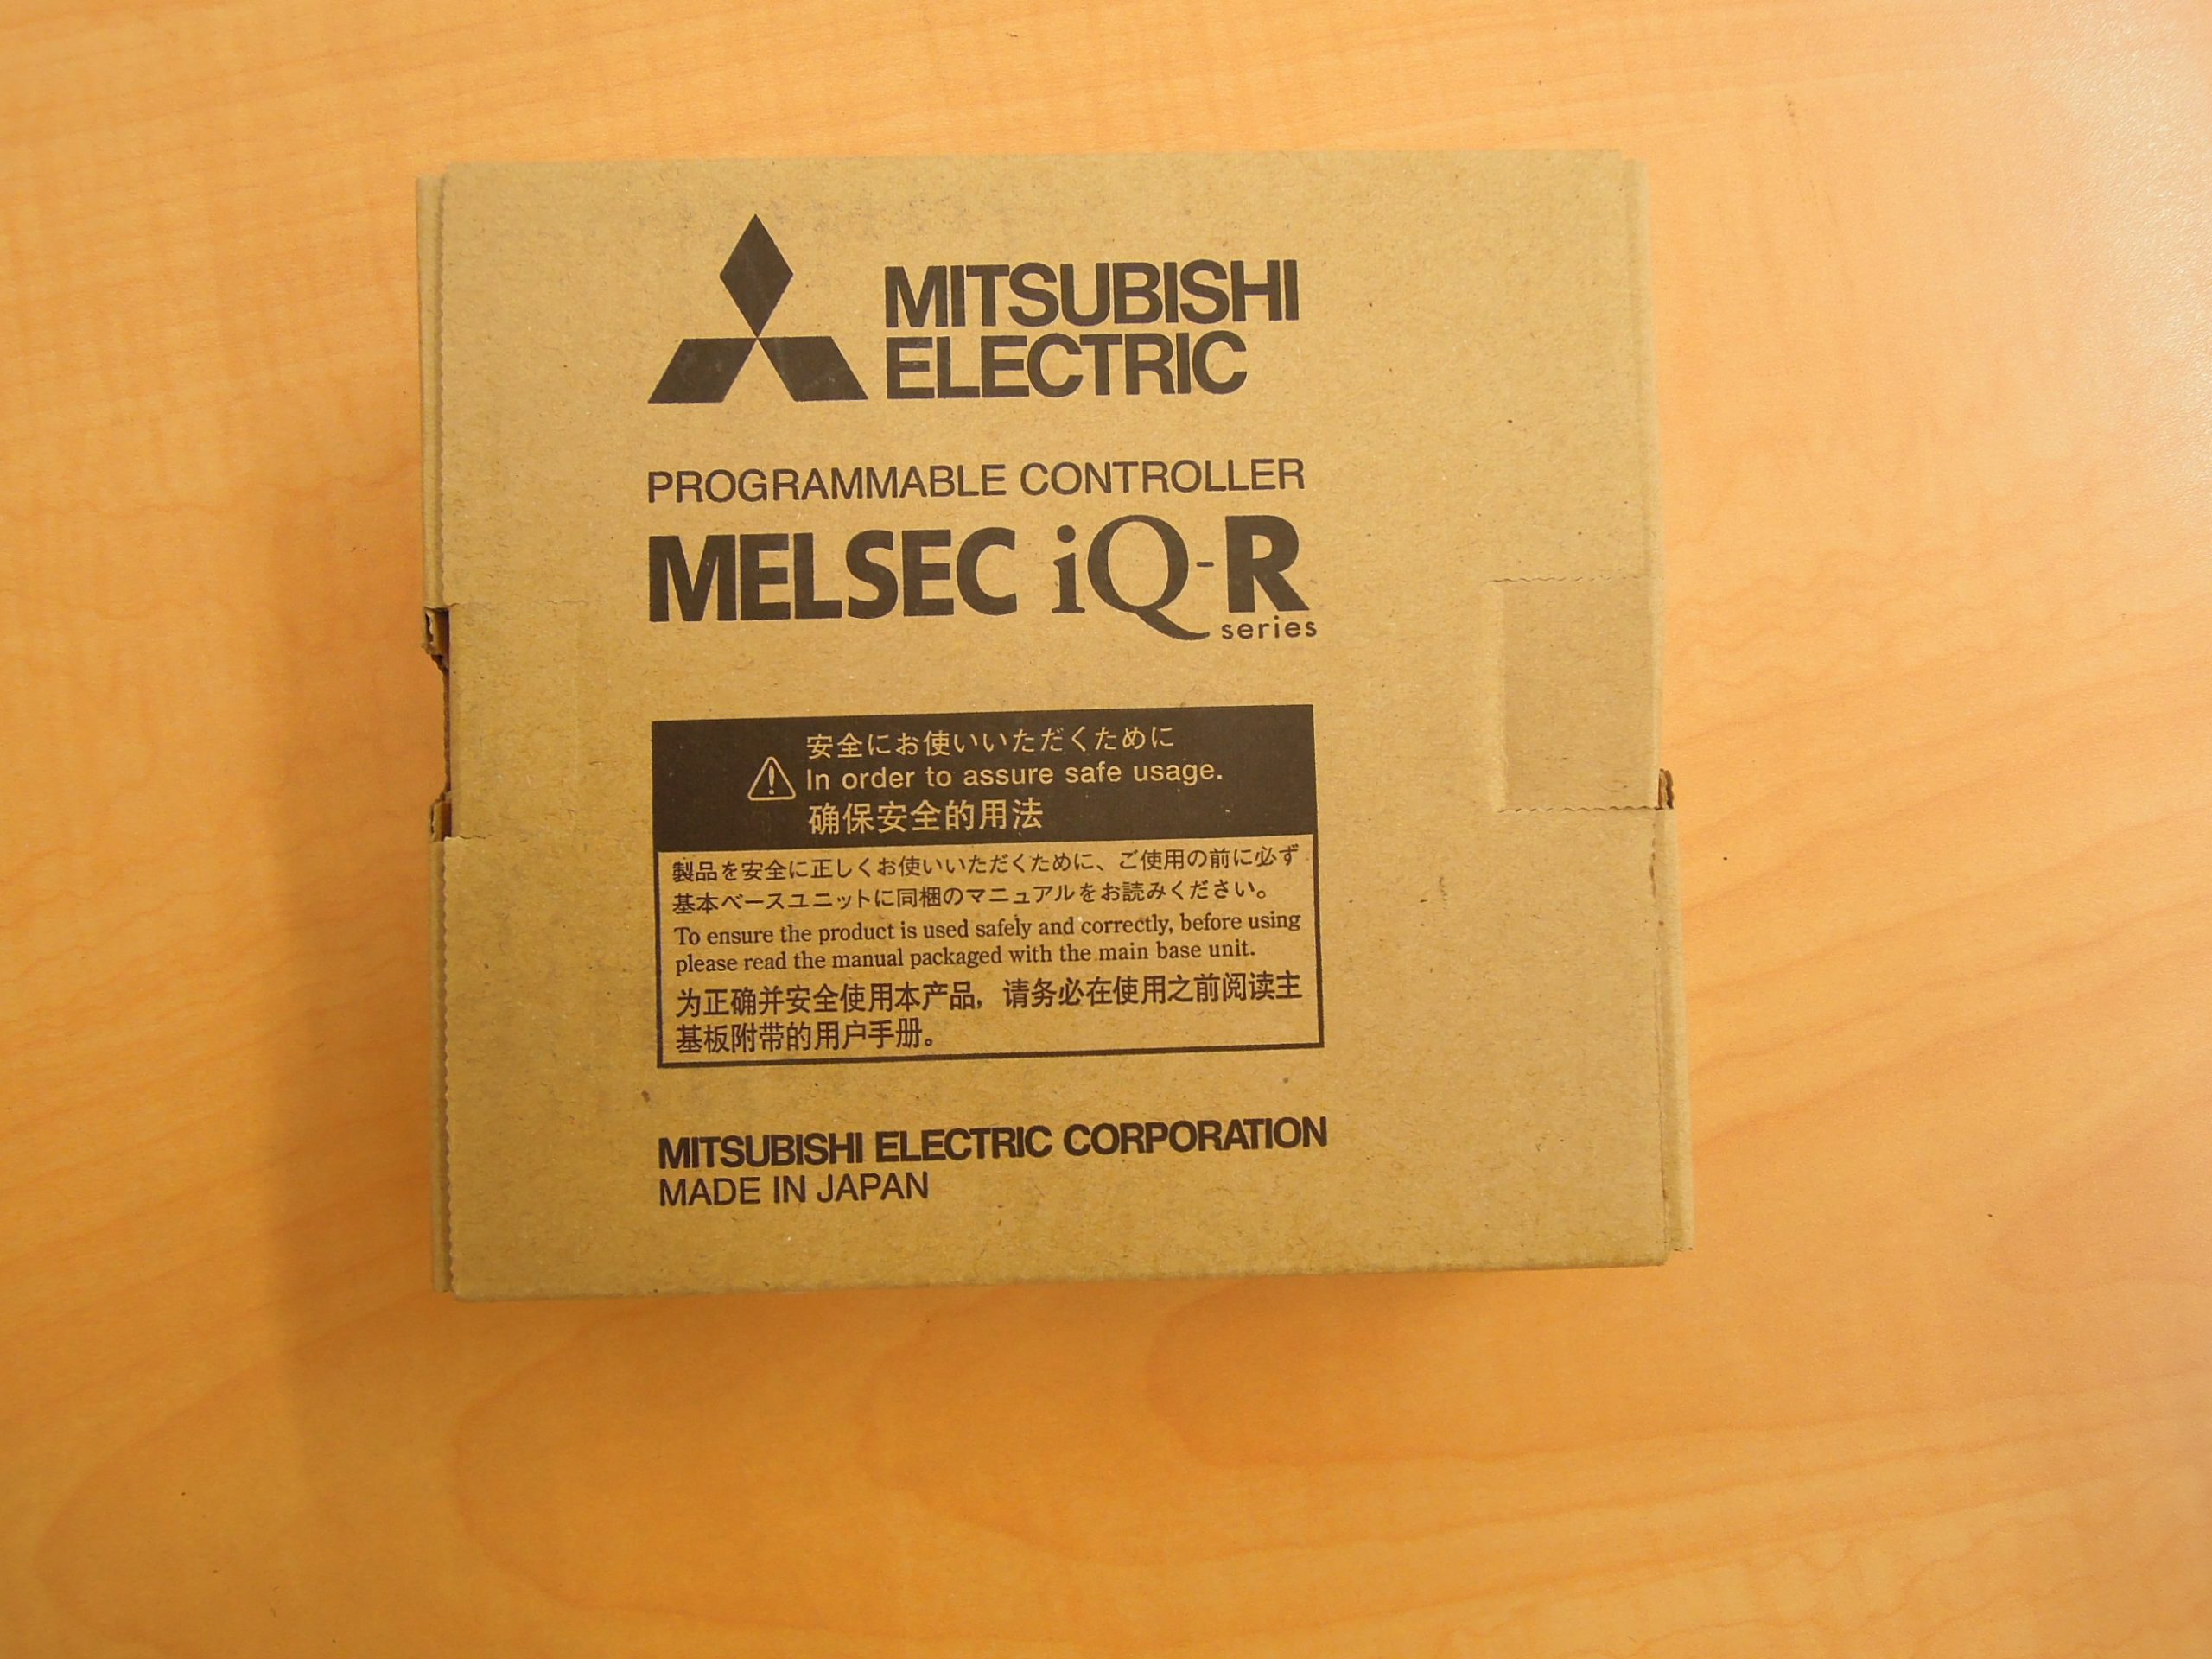 MITSUBISHI
ELECTRIC
PROGRAMMABLE CONTROLLER
MELSEC iQ-R
series
安全にお使いいただくために
In order to assure safe usage.
确保安全的用法
製品を安全に正しくお使いいただくために、ご使用の前に必ず
基本ベースユニットに同梱のマニュアルをお読みください。
To ensure the product is used safely and correctly, before using
please read the manual packaged with the main base unit.
为正确并安全使用本产品，请务必在使用之前阅读主
基板附带的用户手册。
MITSUBISHI ELECTRIC CORPORATION
MADE IN JAPAN